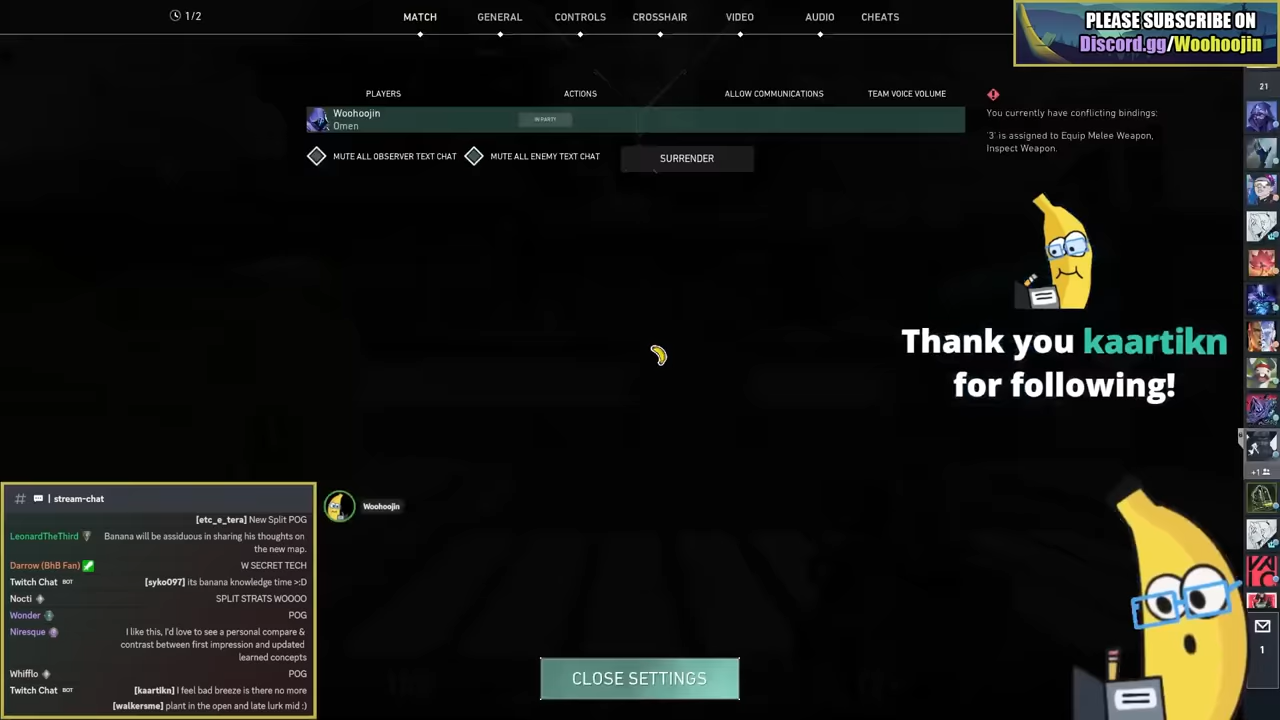 1/2
MATCH
GENERAL
CONTROLS
CROSSHAIR
VIDEO
AUDIO
CHEATS
PLEASE SUBSCRIBE ON
Discord.gg/Woohoojin
PLAYERS
ACTIONS
ALLOW COMMUNICATIONS
TEAM VOICE VOLUME
21
Woohoojin
Omen
IN PARTY
You currently have conflicting bindings:
'3' is assigned to Equip Melee Weapon,
Inspect Weapon.
MUTE ALL OBSERVER TEXT CHAT
MUTE ALL ENEMY TEXT CHAT
SURRENDER
Thank you kaartikn
for following!
+1
# | stream-chat
[etc_e_tera] New Split POG
LeonardTheThird Banana will be assiduous in sharing his thoughts on
the new map.
Darrow (BhB Fan) W SECRET TECH
Twitch Chat BOT [syko097] its banana knowledge time >:D
Nocti SPLIT STRATS WOOOO
Wonder POG
Niresque I like this, I'd love to see a personal compare &
contrast between first impression and updated
learned concepts
Whifflo POG
Twitch Chat BOT [kaartikn] I feel bad breeze is there no more
[walkersme] plant in the open and late lurk mid :)
Woohoojin
CLOSE SETTINGS
1